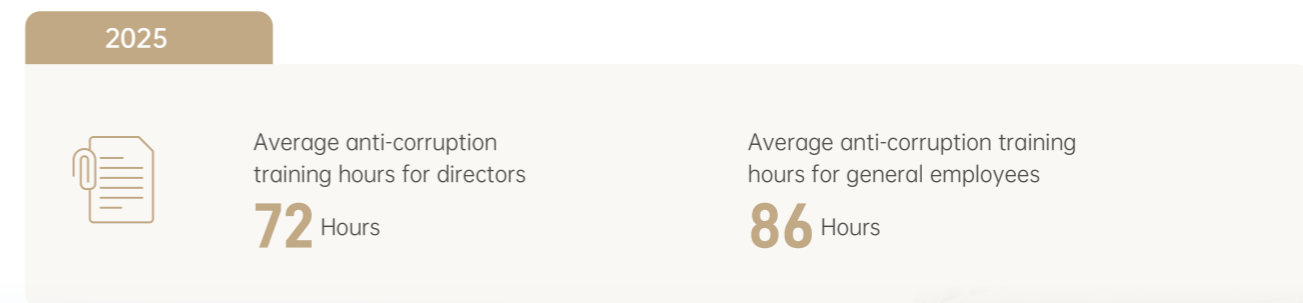 2025
Average anti-corruption
training hours for directors
72 Hours
Average anti-corruption training
hours for general employees
86 Hours